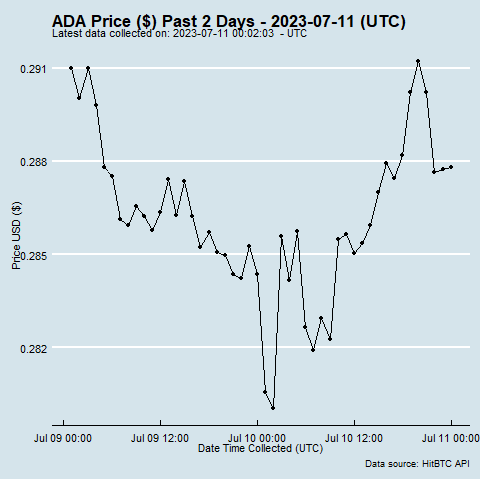 ADA Price ($) Past 2 Days - 2023-07-11 (UTC)
Latest data collected on: 2023-07-11 00:02:03 - UTC
0.291
0.288
0.285
0.282
Price USD ($)
Jul 09 00:00 Jul 09 12:00 Jul 10 00:00 Jul 10 12:00 Jul 11 00:00
Date Time Collected (UTC)
Data source: HitBTC API